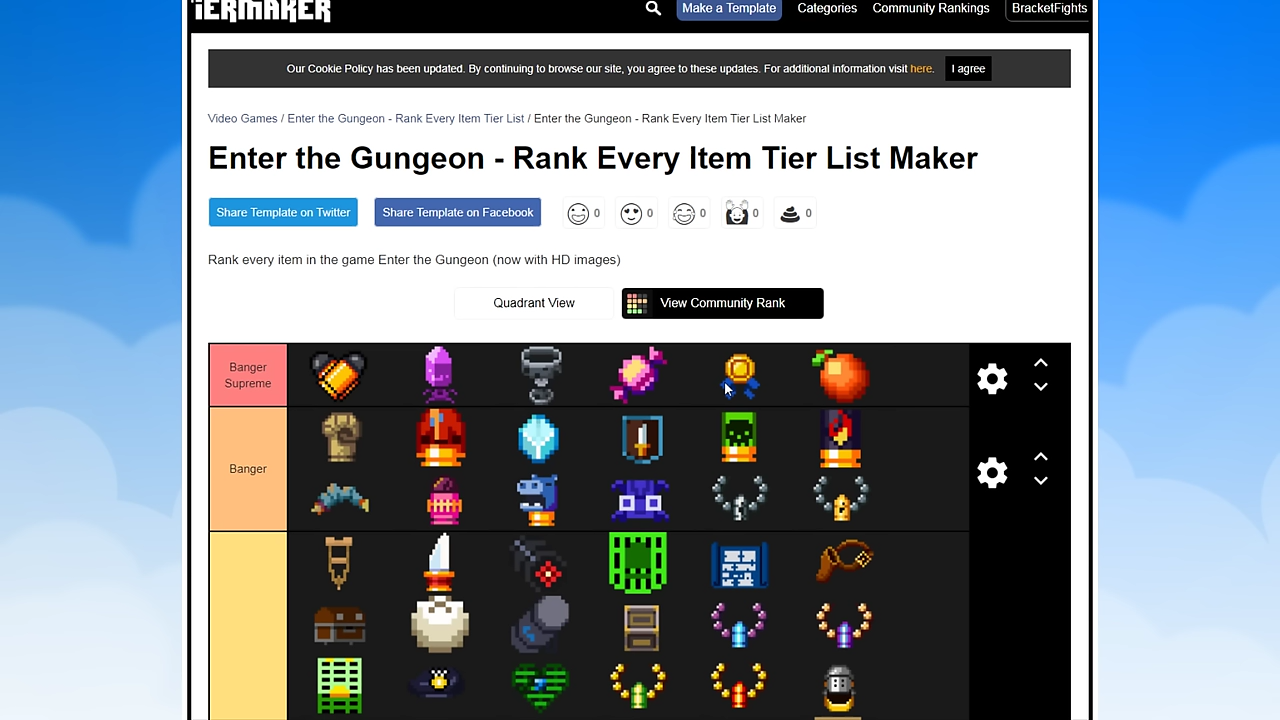 TIERMAKER
Make a Template
Categories
Community Rankings
BracketFights
Our Cookie Policy has been updated. By continuing to browse our site, you agree to these updates. For additional information visit here.
I agree
Video Games / Enter the Gungeon - Rank Every Item Tier List / Enter the Gungeon - Rank Every Item Tier List Maker
Enter the Gungeon - Rank Every Item Tier List Maker
Share Template on Twitter
Share Template on Facebook
0
0
0
0
0
Rank every item in the game Enter the Gungeon (now with HD images)
Quadrant View
View Community Rank
Banger
Supreme
Banger